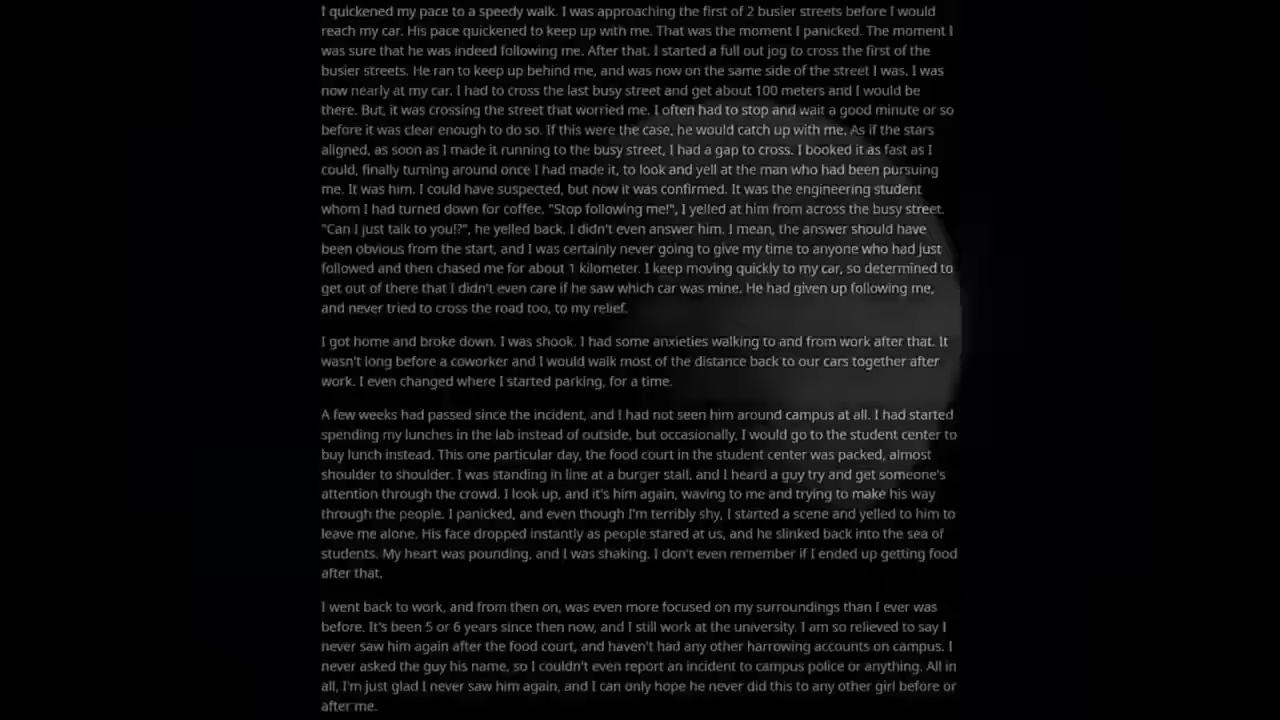 I quickened my pace to a speedy walk. I was approaching the first of 2 busier streets before I would
reach my car. His pace quickened to keep up with me. That was the moment I panicked. The moment I
was sure that he was indeed following me. After that, I started a full out jog to cross the first of the
busier streets. He ran to keep up behind me, and was now on the same side of the street I was. I was
now nearly at my car. I had to cross the last busy street and get about 100 meters and I would be
there. But, it was crossing the street that worried me. I often had to stop and wait a good minute or so
before it was clear enough to do so. If this were the case, he would catch up with me. As if the stars
aligned, as soon as I made it running to the busy street, I had a gap to cross. I booked it as fast as I
could, finally turning around once I had made it, to look and yell at the man who had been pursuing
me. It was him. I could have suspected, but now it was confirmed. It was the engineering student
whom I had turned down for coffee. "Stop following me!", I yelled at him from across the busy street.
"Can I just talk to you!?", he yelled back. I didn't even answer him. I mean, the answer should have
been obvious from the start, and I was certainly never going to give my time to anyone who had just
followed and then chased me for about 1 kilometer. I keep moving quickly to my car, so determined to
get out of there that I didn't even care if he saw which car was mine. He had given up following me,
and never tried to cross the road too, to my relief.
I got home and broke down. I was shook. I had some anxieties walking to and from work after that. It
wasn't long before a coworker and I would walk most of the distance back to our cars together after
work. I even changed where I started parking, for a time.
A few weeks had passed since the incident, and I had not seen him around campus at all. I had started
spending my lunches in the lab instead of outside, but occasionally, I would go to the student center to
buy lunch instead. This one particular day, the food court in the student center was packed, almost
shoulder to shoulder. I was standing in line at a burger stall, and I heard a guy try and get someone's
attention through the crowd. I look up, and it's him again, waving to me and trying to make his way
through the people. I panicked, and even though I'm terribly shy, I started a scene and yelled to him to
leave me alone. His face dropped instantly as people stared at us, and he slinked back into the sea of
students. My heart was pounding, and I was shaking. I don't even remember if I ended up getting food
after that.
I went back to work, and from then on, was even more focused on my surroundings than I ever was
before. It's been 5 or 6 years since then now, and I still work at the university. I am so relieved to say I
never saw him again after the food court, and haven't had any other harrowing accounts on campus. I
never asked the guy his name, so I couldn't even report an incident to campus police or anything. All in
all, I'm just glad I never saw him again, and I can only hope he never did this to any other girl before or
after me.